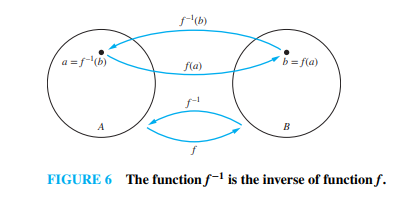 f⁻¹(b)
a = f⁻¹(b)
b = f(a)
f(a)
f⁻¹
A
B
f
FIGURE 6 The function f⁻¹ is the inverse of function f.